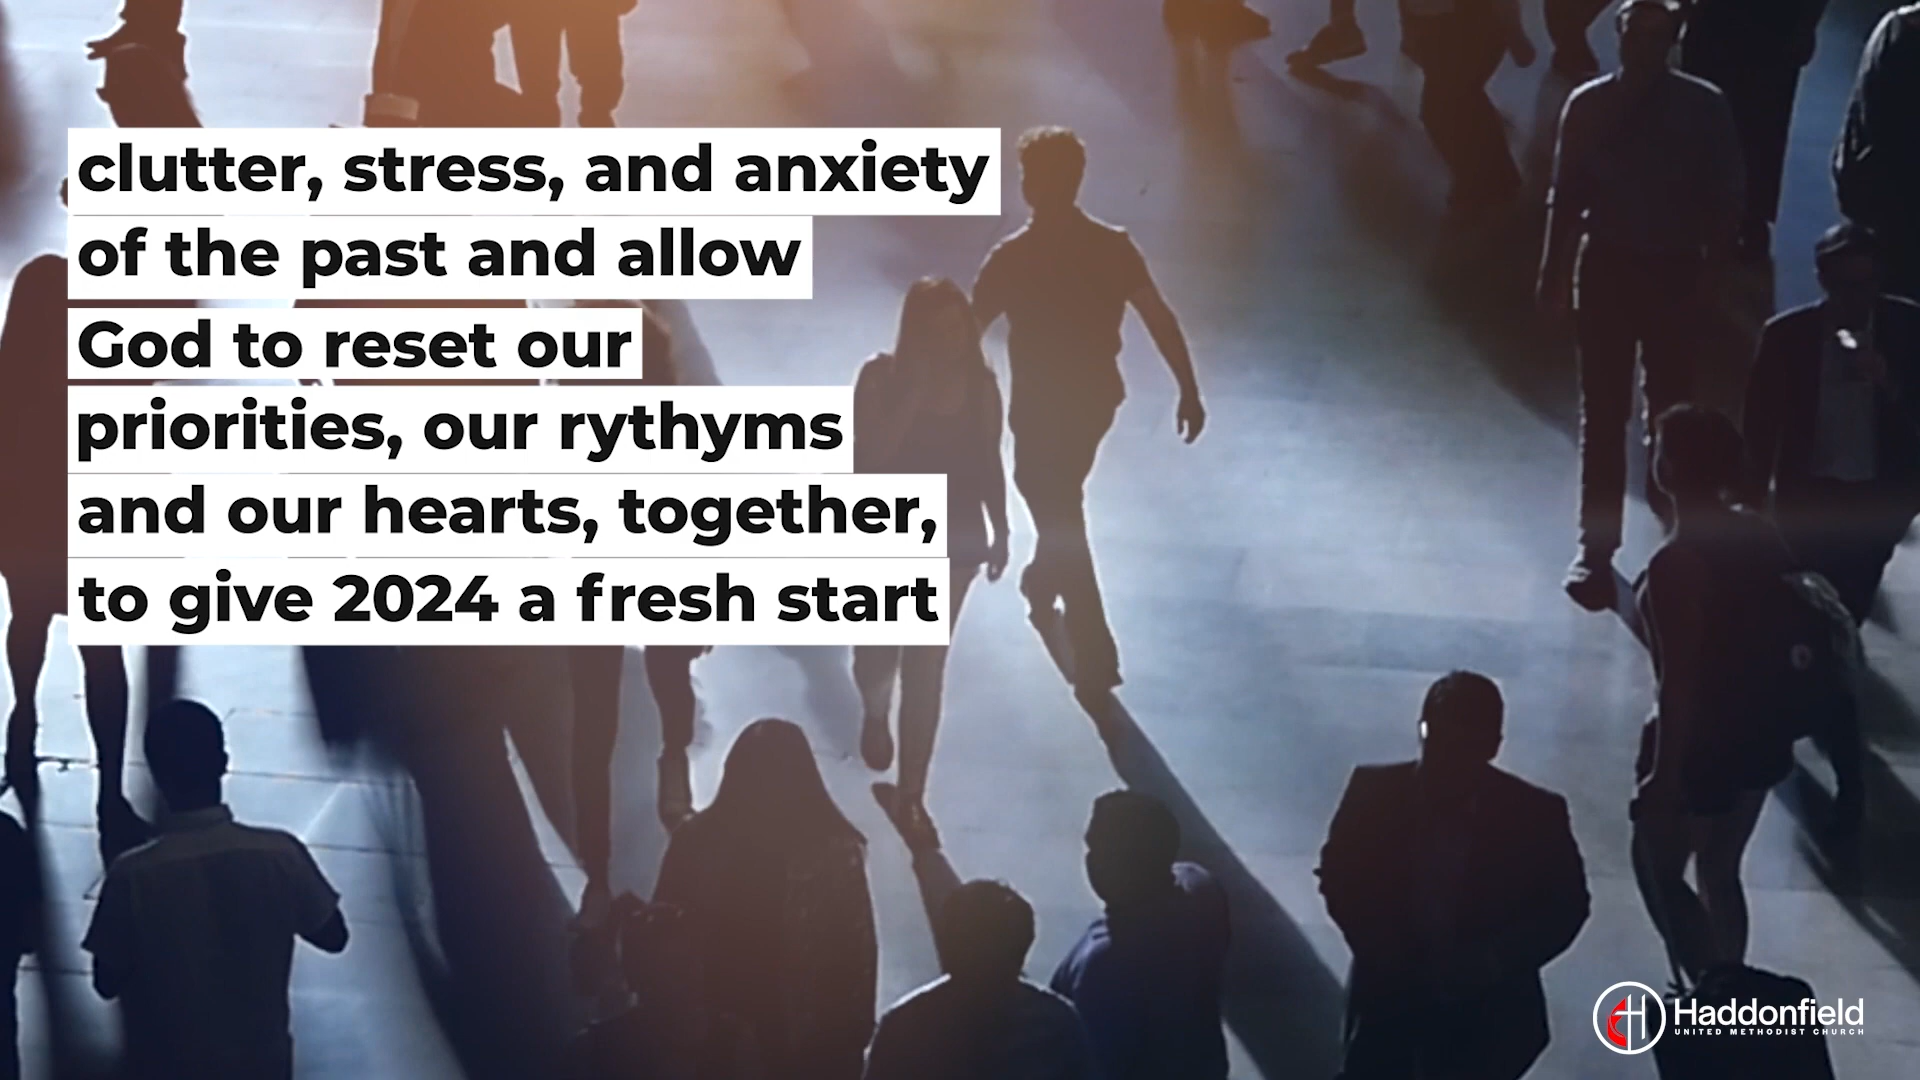 clutter, stress, and anxiety
of the past and allow
God to reset our
priorities, our rythyms
and our hearts, together,
to give 2024 a fresh start
Haddonfield
UNITED METHODIST CHURCH